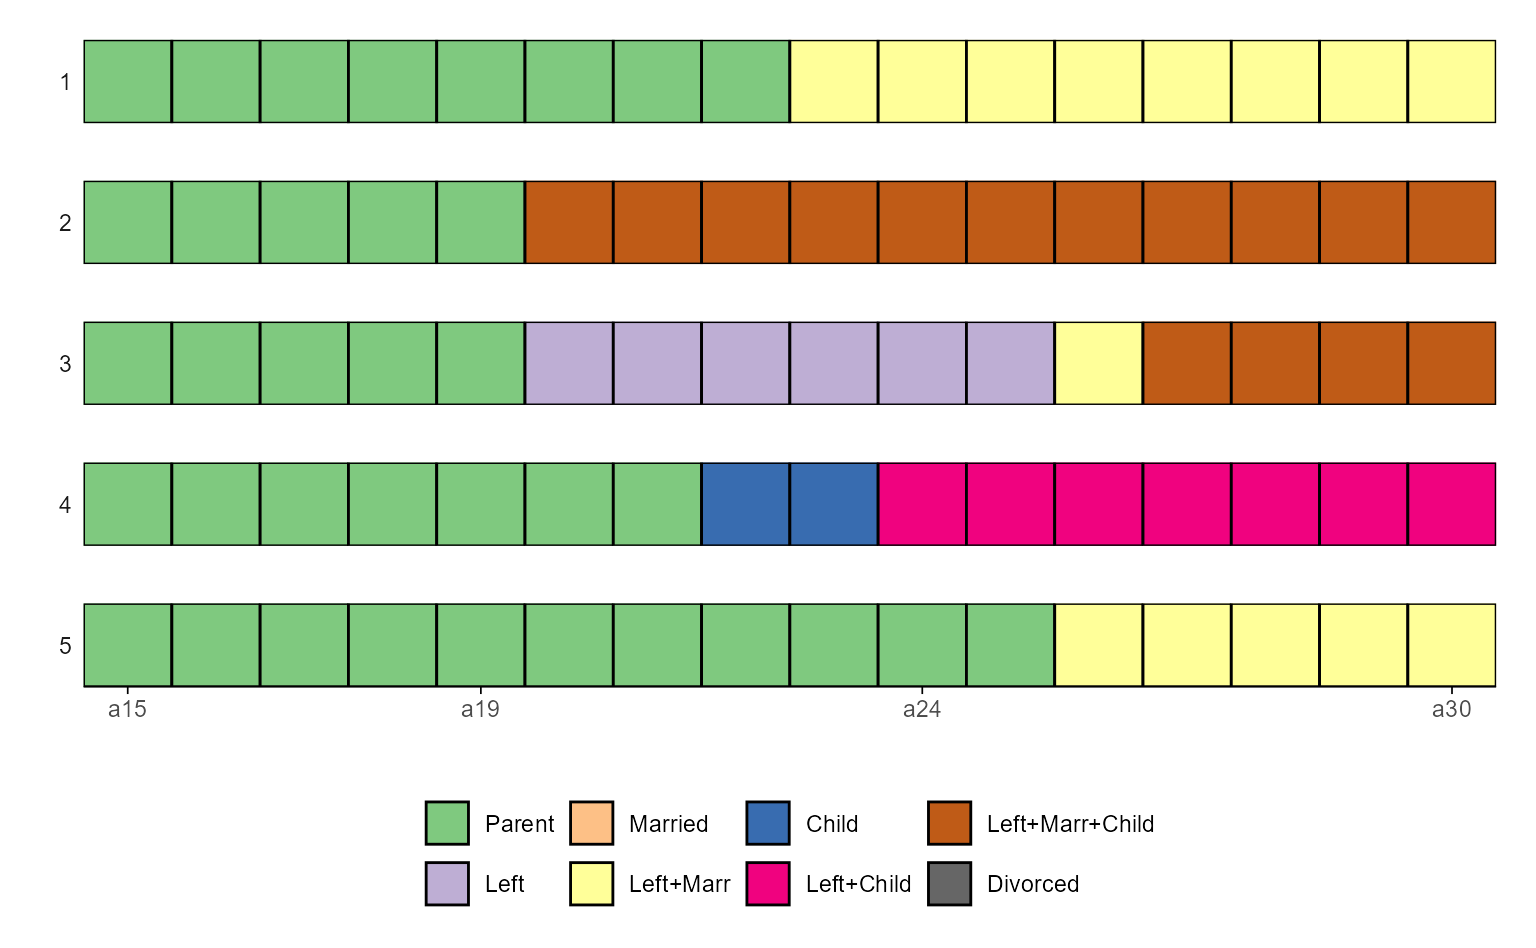 1
2
3
4
5
a15 a19 a24 a30
Parent Married Child Left+Marr+Child
Left Left+Marr Left+Child Divorced